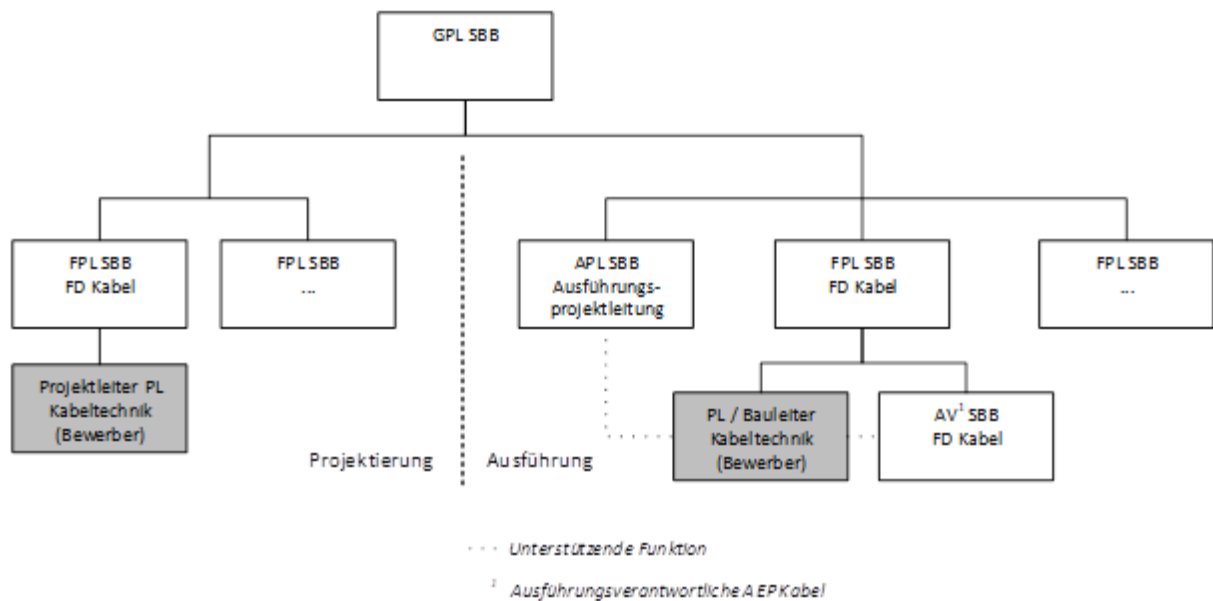 GPL SBB
FPL SBB
FD Kabel
FPL SBB
...
APL SBB
Ausführungs-
projektleitung
FPL SBB
FD Kabel
FPL SBB
...
Projektleiter PL
Kabeltechnik
(Bewerber)
PL / Bauleiter
Kabeltechnik
(Bewerber)
AV¹ SBB
FD Kabel
Projektierung
Ausführung
Unterstützende Funktion
¹ Ausführungsverantwortliche AEP Kabel